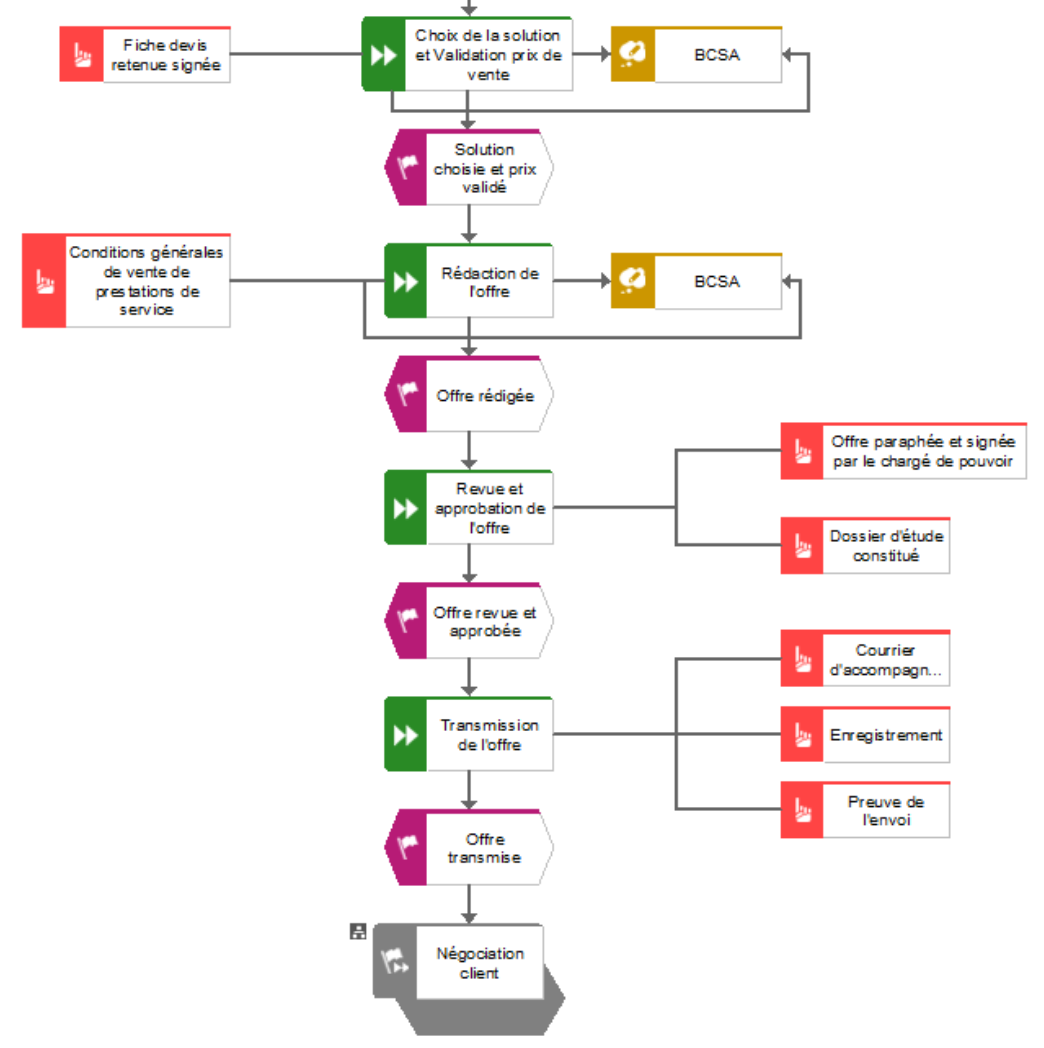 Fiche devis
retenue signée
Choix de la solution
et Validation prix de
vente
BCSA
Solution
choisie et prix
validé
Conditions générales
de vente de
prestations de
service
Rédaction de
l'offre
BCSA
Offre rédigée
Revue et
approbation de
l'offre
Offre paraphée et signée
par le chargé de pouvoir
Dossier d'étude
constitué
Offre revue et
approbée
Courrier
d'accompagn...
Transmission
de l'offre
Enregistrement
Preuve de
l'envoi
Offre
transmise
Négociation
client